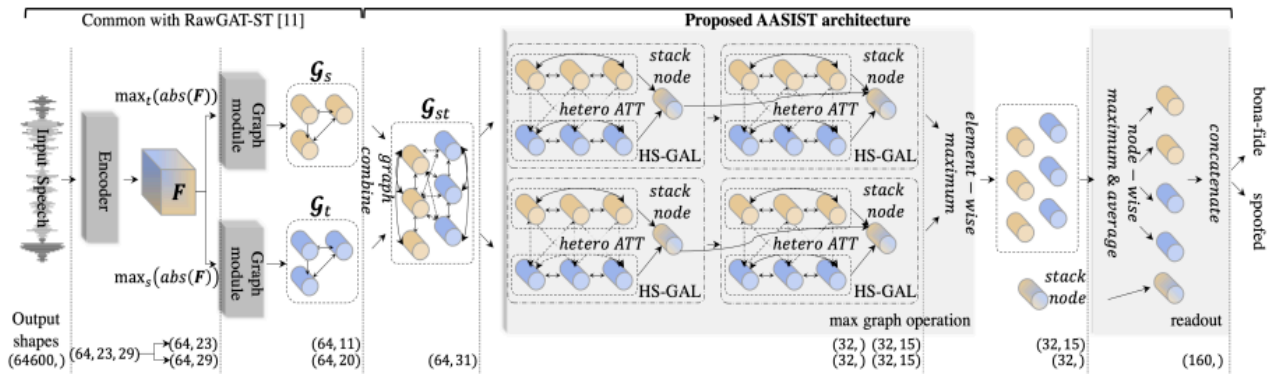 Common with RawGAT-ST [11]
Proposed AASIST architecture
Input Speech
Encoder
F
max_t(abs(F))
max_s(abs(F))
Graph module
Graph module
𝒢_s
𝒢_t
graph combine
𝒢_st
stack node
hetero ATT
HS-GAL
stack node
hetero ATT
HS-GAL
stack node
hetero ATT
HS-GAL
stack node
hetero ATT
HS-GAL
max graph operation
element-wise maximum
stack node
node-wise maximum & average
concatenate
readout
bona-fide
spoofed
Output shapes
(64600,)
(64, 23, 29)
(64, 23)
(64, 29)
(64, 11)
(64, 20)
(64, 31)
(32,) (32, 15)
(32,) (32, 15)
(32, 15)
(32,)
(160,)